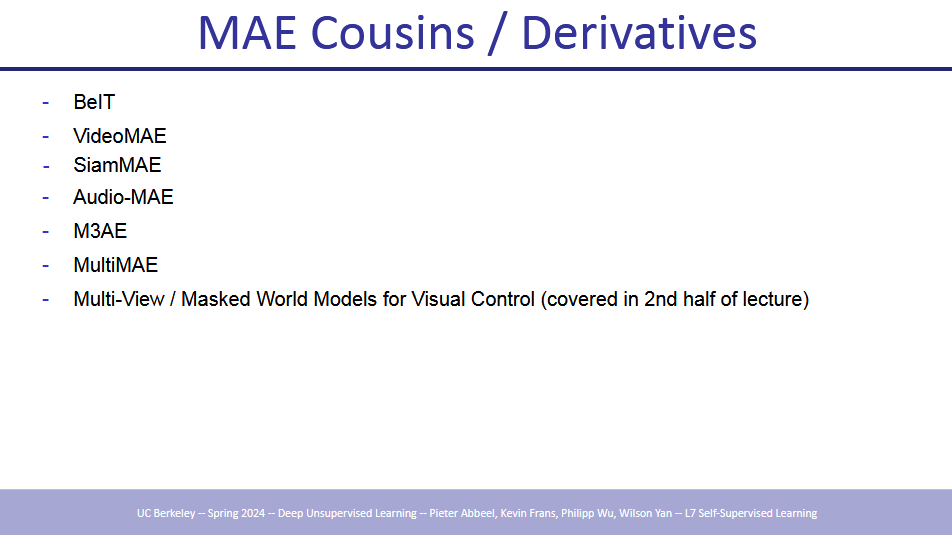 MAE Cousins / Derivatives
- BeIT
- VideoMAE
- SiamMAE
- Audio-MAE
- M3AE
- MultiMAE
- Multi-View / Masked World Models for Visual Control (covered in 2nd half of lecture)
UC Berkeley -- Spring 2024 -- Deep Unsupervised Learning -- Pieter Abbeel, Kevin Frans, Philipp Wu, Wilson Yan -- L7 Self-Supervised Learning